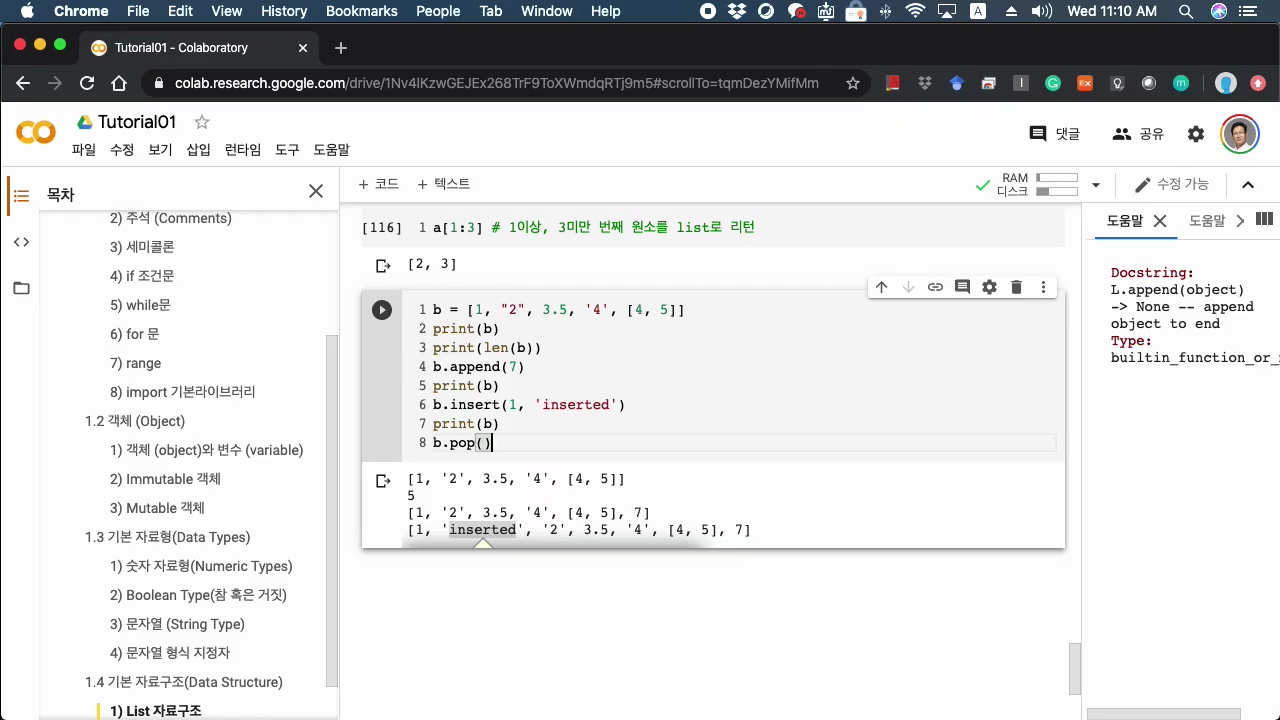 Chrome File Edit View History Bookmarks People Tab Window Help Wed 11:10 AM
Tutorial01 - Colaboratory
colab.research.google.com/drive/1Nv4lKzwGEJEx268TrF9ToXWmdqRTj9m5#scrollTo=tqmDezYMifMm
Tutorial01
파일 수정 보기 삽입 런타임 도구 도움말
댓글 공유
목차
+ 코드 + 텍스트
RAM
디스크
수정 가능
2) 주석 (Comments)
3) 세미콜론
4) if 조건문
5) while문
6) for 문
7) range
8) import 기본라이브러리
1.2 객체 (Object)
1) 객체 (object)와 변수 (variable)
2) Immutable 객체
3) Mutable 객체
1.3 기본 자료형(Data Types)
1) 숫자 자료형(Numeric Types)
2) Boolean Type(참 혹은 거짓)
3) 문자열 (String Type)
4) 문자열 형식 지정자
1.4 기본 자료구조(Data Structure)
1) List 자료구조
[116] 1 a[1:3] # 1이상, 3미만 번째 원소를 list로 리턴
[2, 3]
1 b = [1, "2", 3.5, '4', [4, 5]]
2 print(b)
3 print(len(b))
4 b.append(7)
5 print(b)
6 b.insert(1, 'inserted')
7 print(b)
8 b.pop()
[1, '2', 3.5, '4', [4, 5]]
5
[1, '2', 3.5, '4', [4, 5], 7]
[1, 'inserted', '2', 3.5, '4', [4, 5], 7]
도움말 도움말
Docstring:
L.append(object)
-> None -- append
object to end
Type:
builtin_function_or_